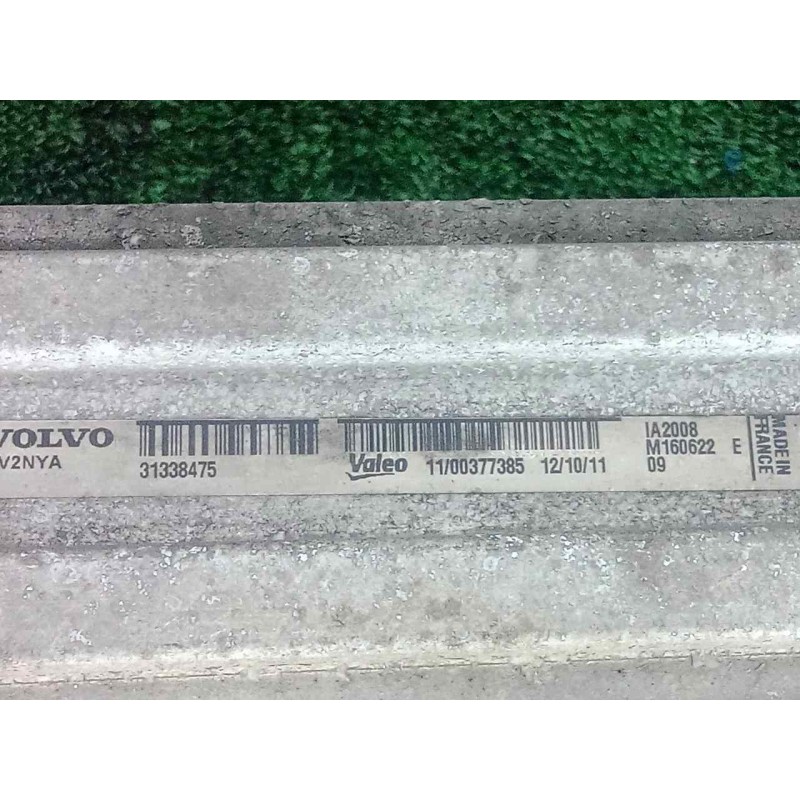 VOLVO
V2NYA
31338475
Valeo 11/00377385 12/10/11
IA2008
M160622 E
09
MADE IN
FRANCE